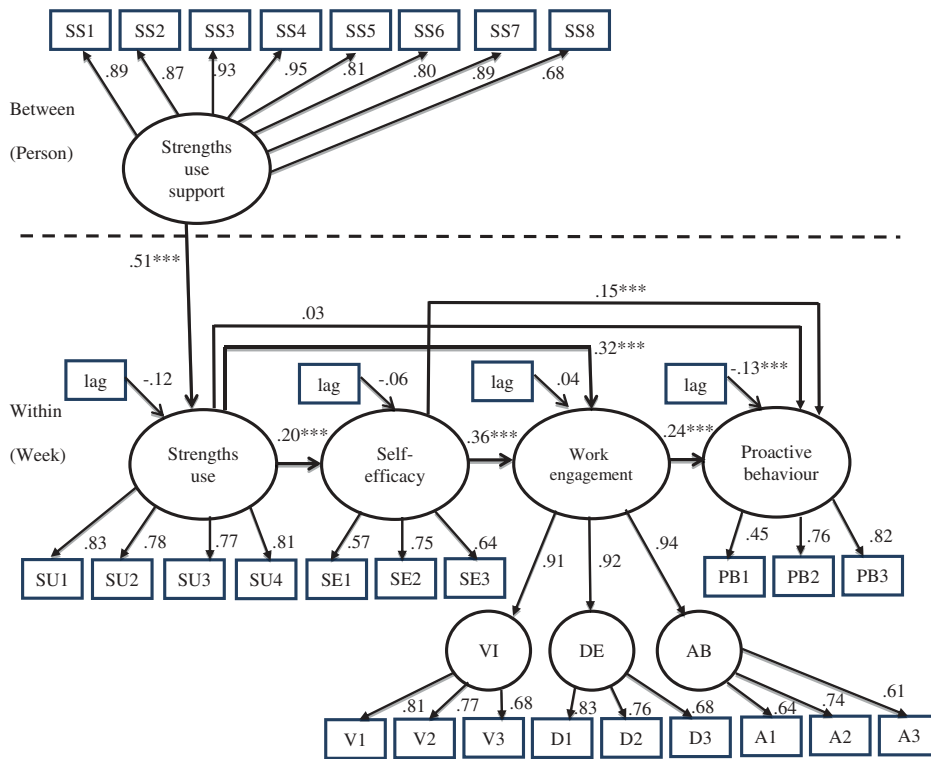 SS1 SS2 SS3 SS4 SS5 SS6 SS7 SS8
.89 .87 .93 .95 .81 .80 .89 .68
Between
(Person)
Strengths
use
support
.51***
.15***
.03
.32***
lag -.12 lag -.06 lag .04 lag -.13***
Within
(Week)
Strengths
use
.20***
Self-
efficacy
.36***
Work
engagement
.24***
Proactive
behaviour
.83 .78 .77 .81 .57 .75 .64 .45 .76 .82
SU1 SU2 SU3 SU4 SE1 SE2 SE3 PB1 PB2 PB3
.91 .92 .94
VI DE AB
.81 .77 .68 .83 .76 .68 .64 .74 .61
V1 V2 V3 D1 D2 D3 A1 A2 A3